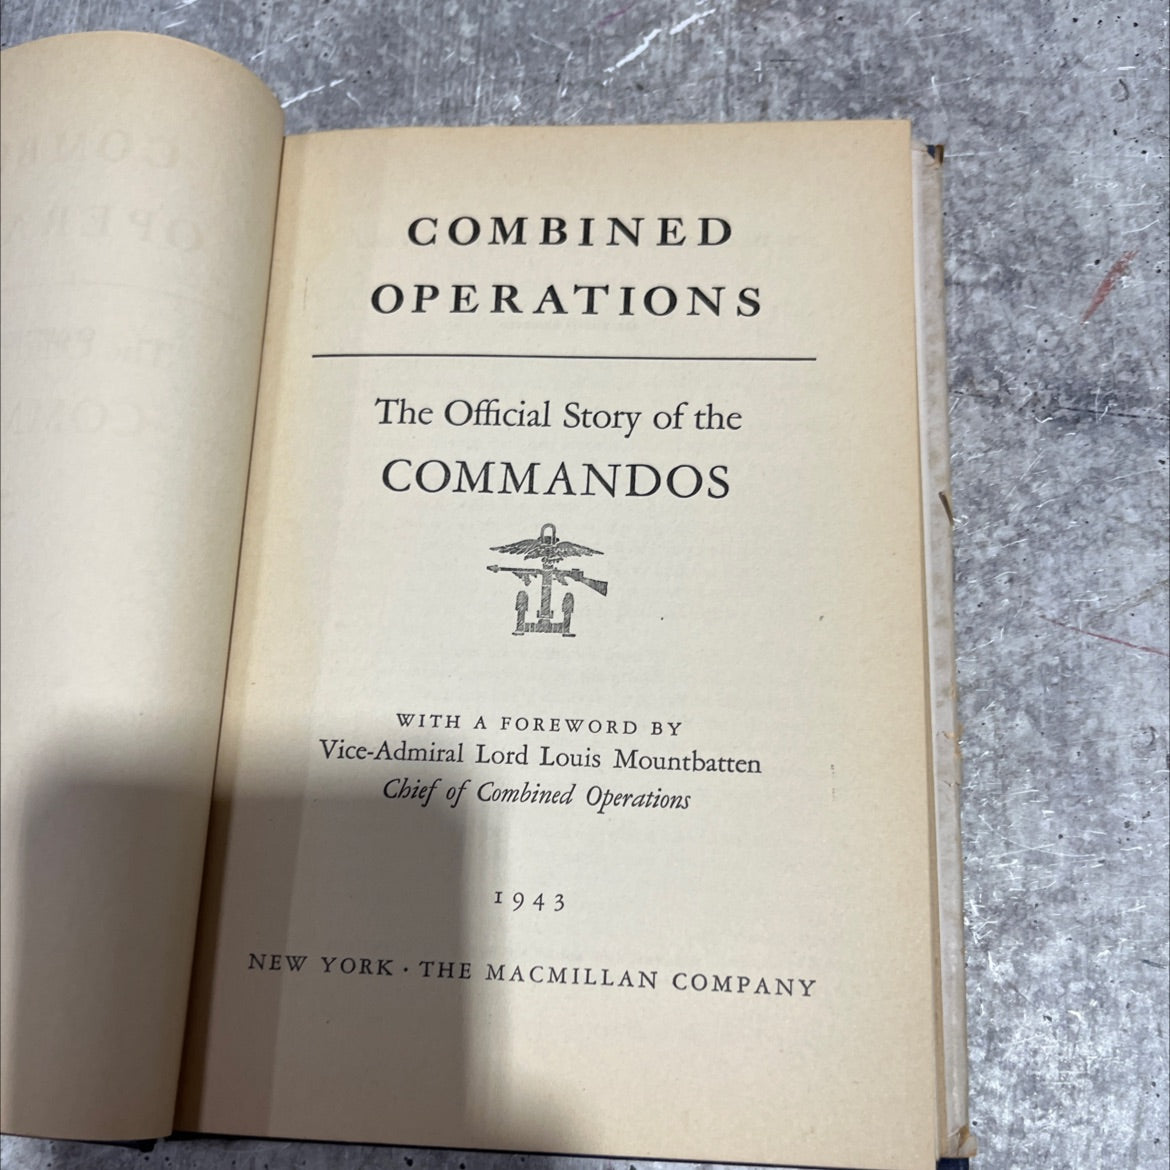 COMBINED
OPERATIONS
The Official Story of the
COMMANDOS
WITH A FOREWORD BY
Vice-Admiral Lord Louis Mountbatten
Chief of Combined Operations
1943
NEW YORK · THE MACMILLAN COMPANY